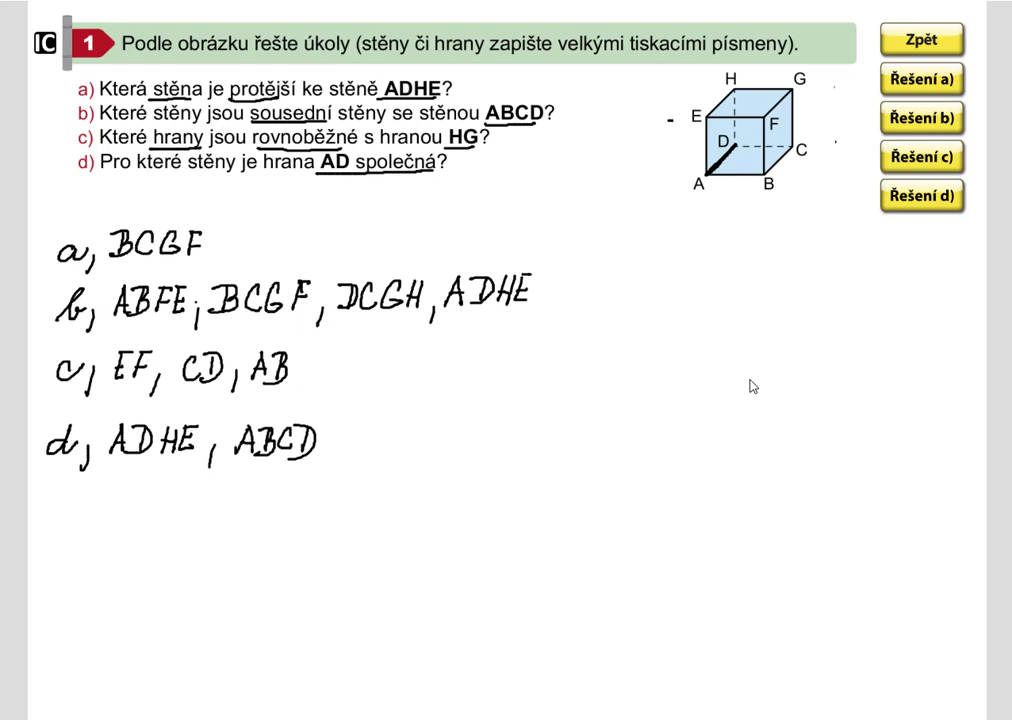 IC 1 Podle obrázku řešte úkoly (stěny či hrany zapište velkými tiskacími písmeny).
Zpět
a) Která stěna je protější ke stěně ADHE?
b) Které stěny jsou sousední stěny se stěnou ABCD?
c) Které hrany jsou rovnoběžné s hranou HG?
d) Pro které stěny je hrana AD společná?
H G
E F
D C
A B
Řešení a)
Řešení b)
Řešení c)
Řešení d)
a, BCGF
b, ABFE, BCGF, DCGH, ADHE
c, EF, CD, AB
d, ADHE, ABCD